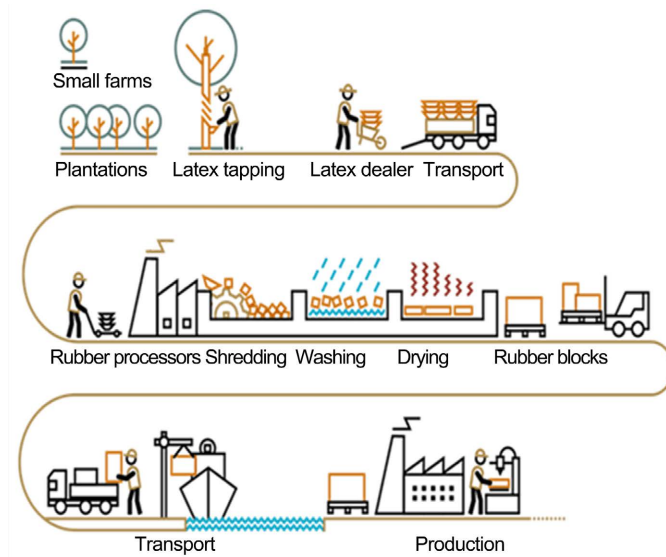 Small farms
Plantations
Latex tapping
Latex dealer
Transport
Rubber processors
Shredding
Washing
Drying
Rubber blocks
Transport
Production